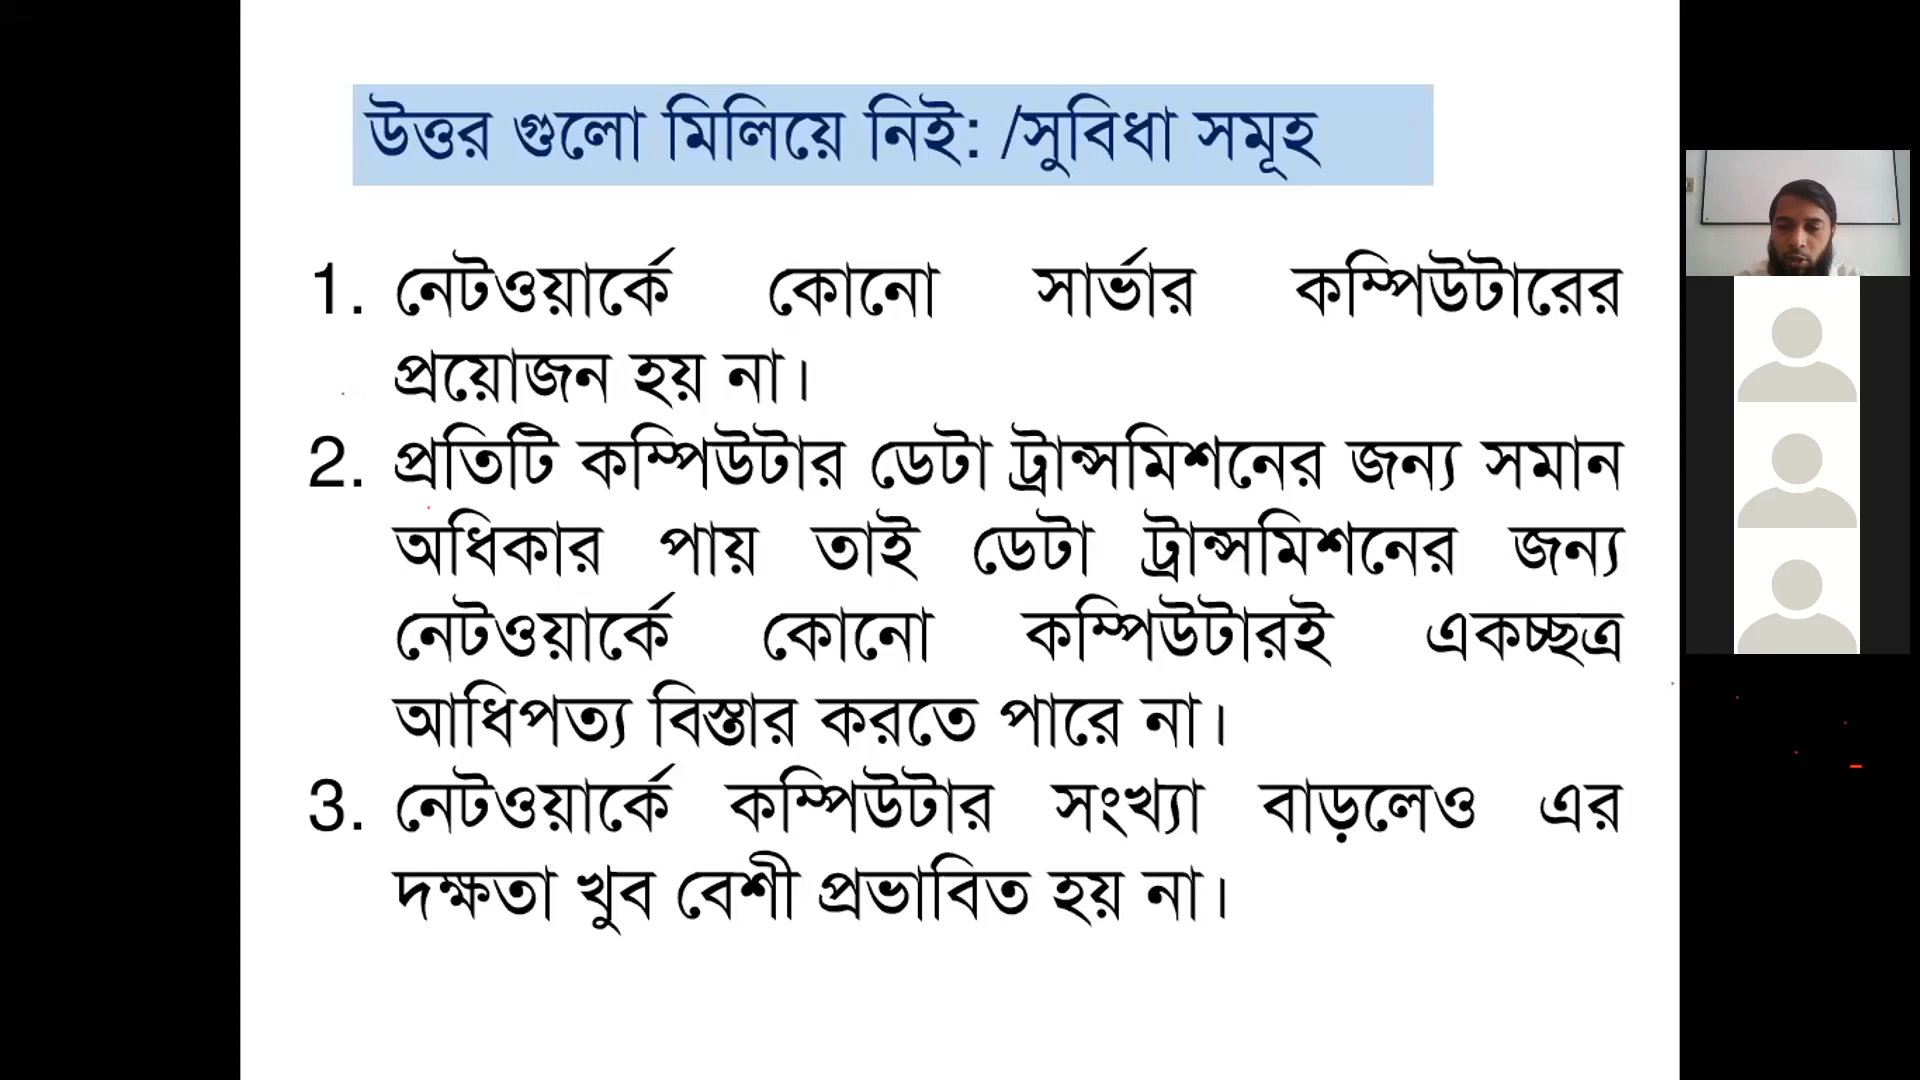 উত্তর গুলো মিলিয়ে নিই: /সুবিধা সমূহ
1. নেটওয়ার্কে কোনো সার্ভার কম্পিউটারের
প্রয়োজন হয় না।
2. প্রতিটি কম্পিউটার ডেটা ট্রান্সমিশনের জন্য সমান
অধিকার পায় তাই ডেটা ট্রান্সমিশনের জন্য
নেটওয়ার্কে কোনো কম্পিউটারই একচ্ছত্র
আধিপত্য বিস্তার করতে পারে না।
3. নেটওয়ার্কে কম্পিউটার সংখ্যা বাড়লেও এর
দক্ষতা খুব বেশী প্রভাবিত হয় না।